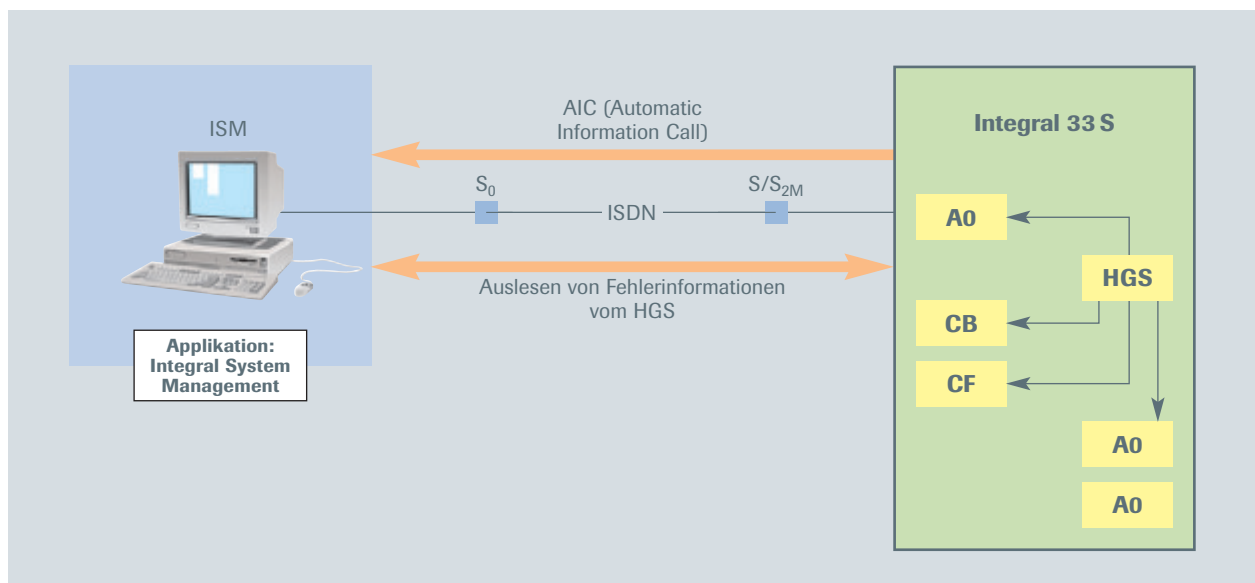 ISM
Applikation:
Integral System
Management
AIC (Automatic
Information Call)
S₀
ISDN
S/S₂M
Auslesen von Fehlerinformationen
vom HGS
Integral 33 S
A0
HGS
CB
CF
A0
A0